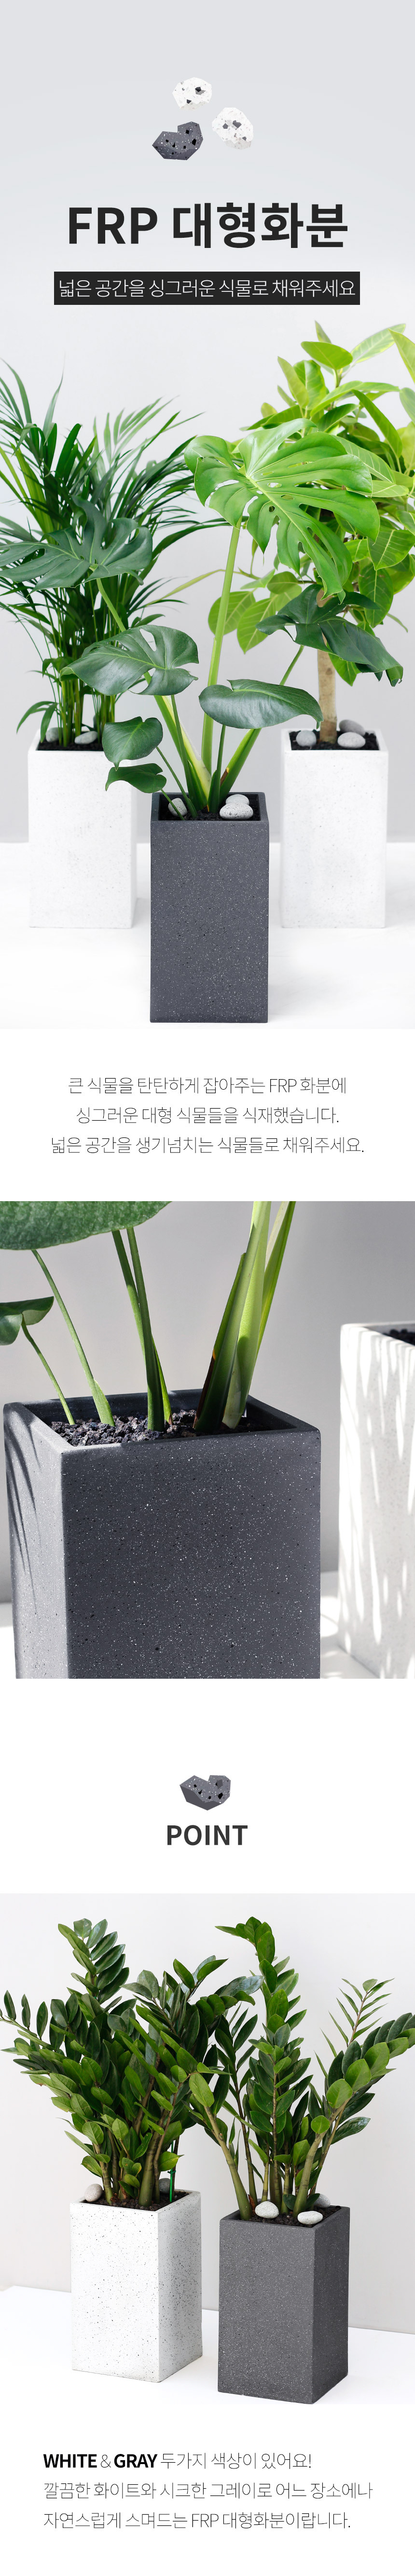 FRP 대형화분
넓은 공간을 싱그러운 식물로 채워주세요
큰 식물을 탄탄하게 잡아주는 FRP 화분에
싱그러운 대형 식물들을 식재했습니다.
넓은 공간을 생기넘치는 식물들로 채워주세요.
POINT
WHITE & GRAY 두가지 색상이 있어요!
깔끔한 화이트와 시크한 그레이로 어느 장소에나
자연스럽게 스며드는 FRP 대형화분이랍니다.